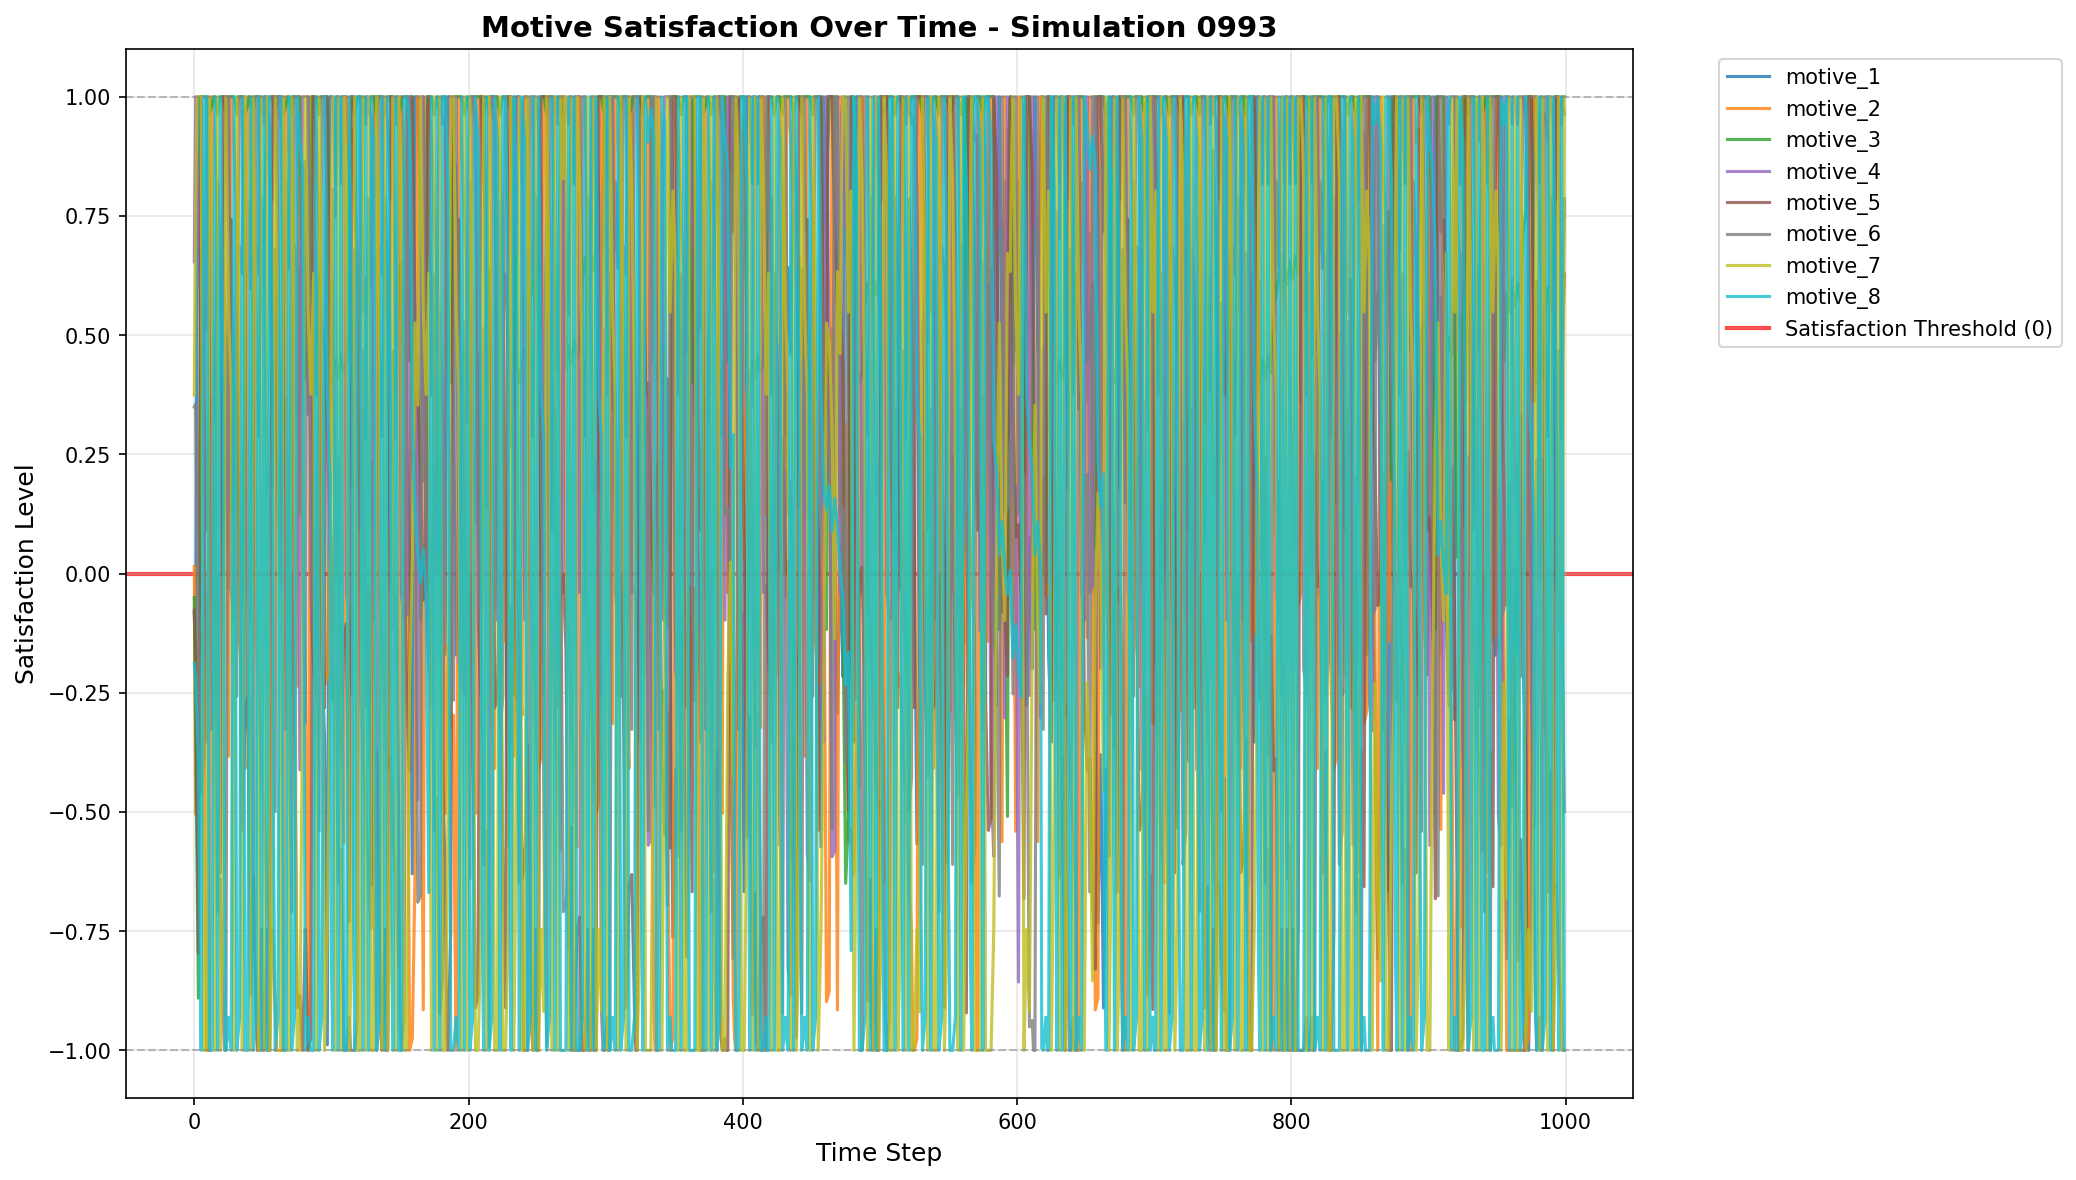 Motive Satisfaction Over Time - Simulation 0993
1.00
0.75
0.50
0.25
0.00
−0.25
−0.50
−0.75
−1.00
Satisfaction Level
0
200
400
600
800
1000
Time Step
motive_1
motive_2
motive_3
motive_4
motive_5
motive_6
motive_7
motive_8
Satisfaction Threshold (0)